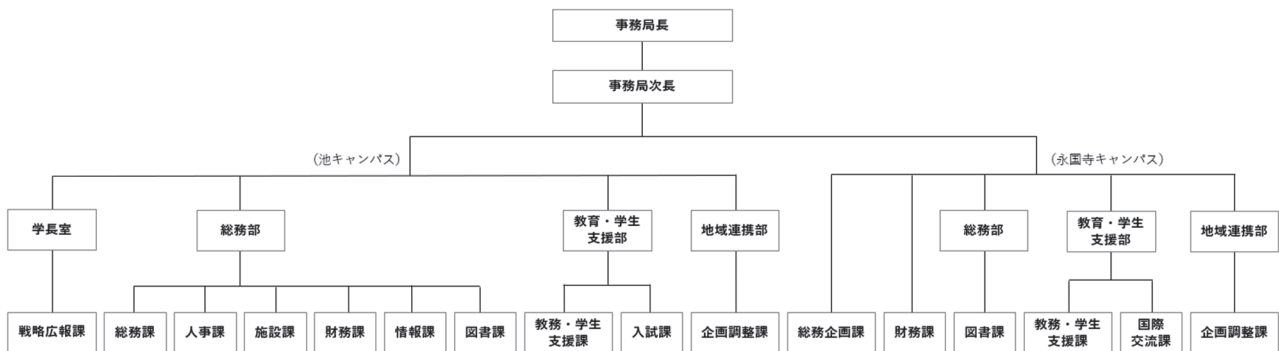 事務局長
事務局次長
(池キャンパス)
(永国寺キャンパス)
学長室
総務部
教育・学生
支援部
地域連携部
総務部
教育・学生
支援部
地域連携部
戦略広報課
総務課
人事課
施設課
財務課
情報課
図書課
教務・学生
支援課
入試課
企画調整課
総務企画課
財務課
図書課
教務・学生
支援課
国際
交流課
企画調整課